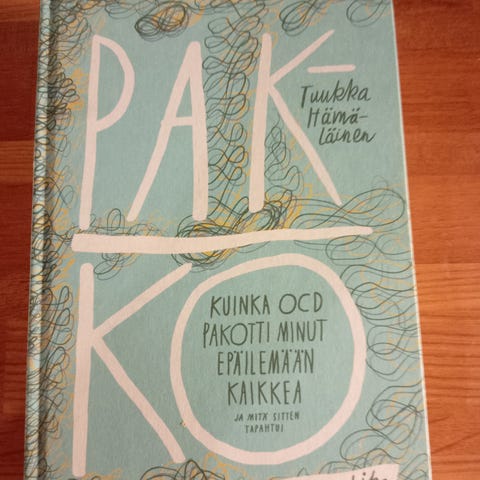 PAK-
Tuukka
Hämä-
läinen
KO
KUINKA OCD
PAKOTTI MINUT
EPÄILEMÄÄN
KAIKKEA
JA MITÄ SITTEN
TAPAHTUI